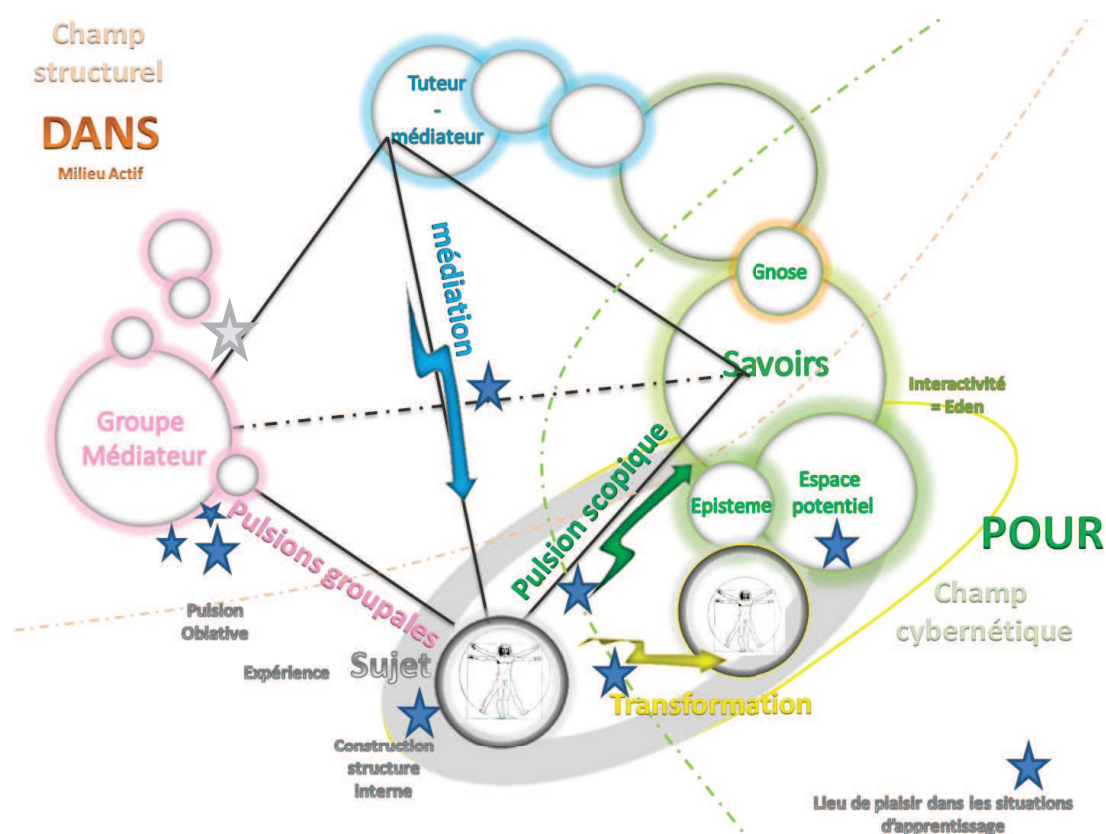 Champ
structurel
DANS
Milieu Actif
Tuteur
-
médiateur
médiation
Gnose
Savoirs
Interactivité
= Eden
Groupe
Médiateur
Pulsion scopique
Episteme
Espace
potentiel
POUR
Pulsions groupales
Champ
cybernétique
Pulsion
Oblative
Expérience
Sujet
Transformation
Construction
structure
interne
Lieu de plaisir dans les situations
d'apprentissage